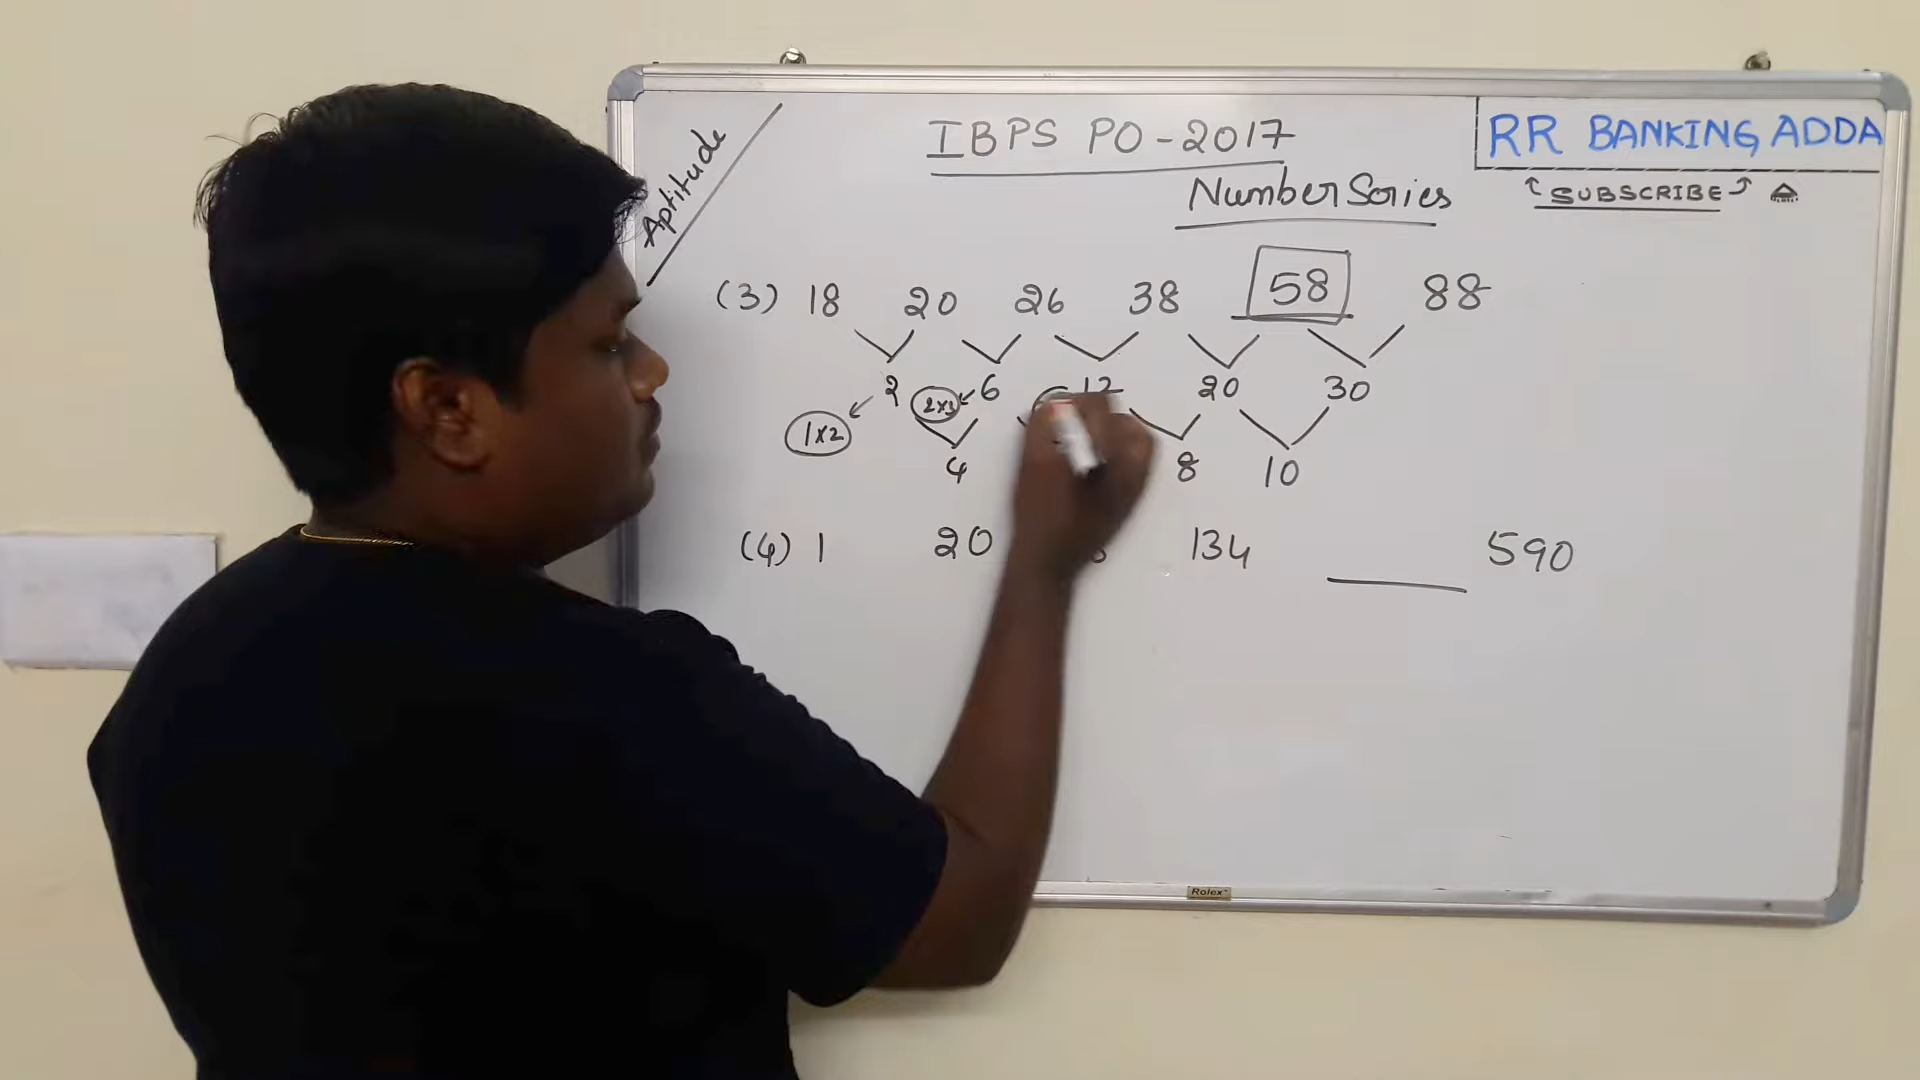 Aptitude
IBPS PO-2017
RR BANKING ADDA
SUBSCRIBE
Number Series
(3) 18 20 26 38 58 88
2 6 12 20 30
1x2 2x3
4 8 10
(4) 1 20 134 590
Rolex